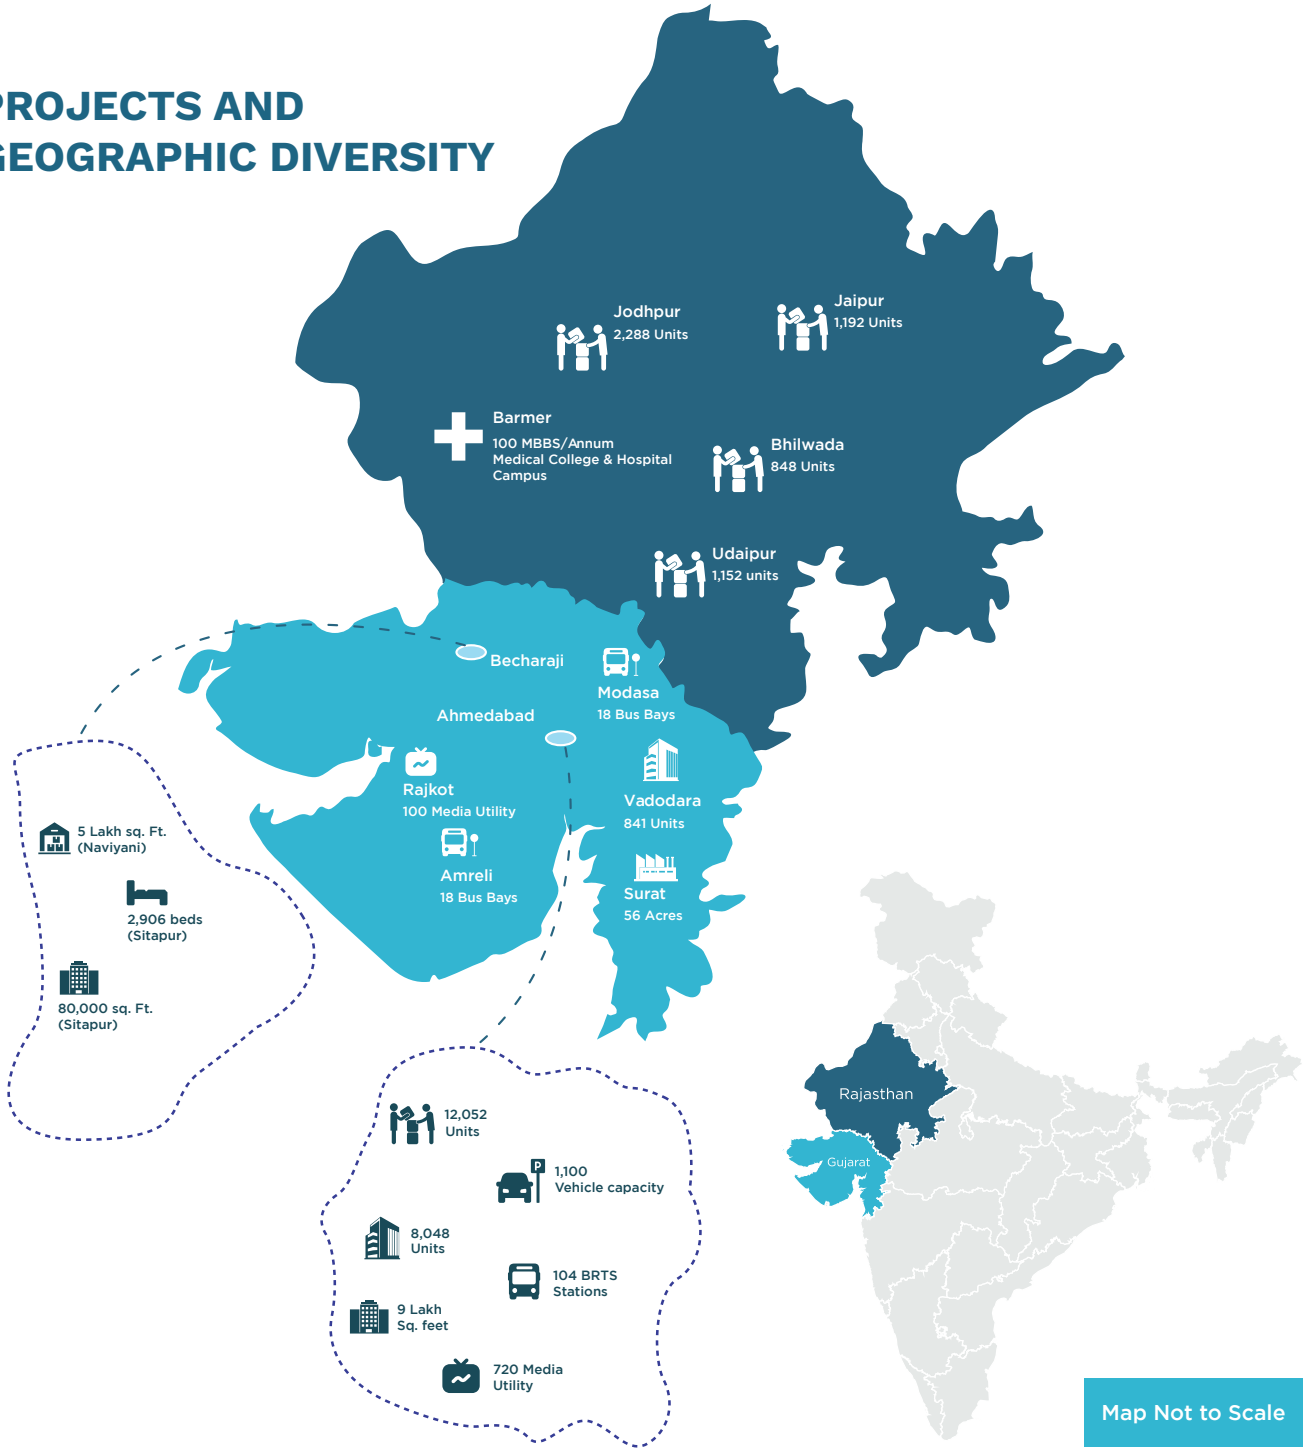 PROJECTS AND
GEOGRAPHIC DIVERSITY
Jodhpur
2,288 Units
Jaipur
1,192 Units
Barmer
100 MBBS/Annum
Medical College & Hospital
Campus
Bhilwada
848 Units
Udaipur
1,152 units
Becharaji
Modasa
18 Bus Bays
Ahmedabad
Rajkot
100 Media Utility
Vadodara
841 Units
Amreli
18 Bus Bays
Surat
56 Acres
5 Lakh sq. Ft.
(Naviyani)
2,906 beds
(Sitapur)
80,000 sq. Ft.
(Sitapur)
12,052
Units
P
1,100
Vehicle capacity
8,048
Units
104 BRTS
Stations
9 Lakh
Sq. feet
720 Media
Utility
Rajasthan
Gujarat
Map Not to Scale